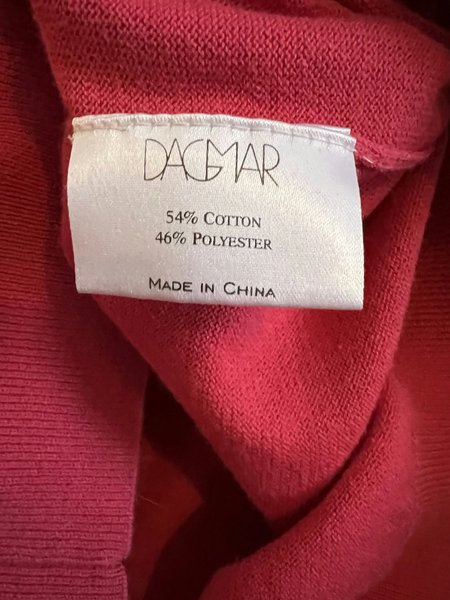 DAGMAR
54% COTTON
46% POLYESTER
MADE IN CHINA